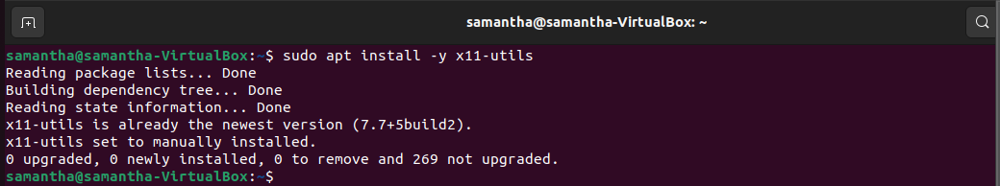 samantha@samantha-VirtualBox: ~
samantha@samantha-VirtualBox:~$ sudo apt install -y x11-utils
Reading package lists... Done
Building dependency tree... Done
Reading state information... Done
x11-utils is already the newest version (7.7+5build2).
x11-utils set to manually installed.
0 upgraded, 0 newly installed, 0 to remove and 269 not upgraded.
samantha@samantha-VirtualBox:~$